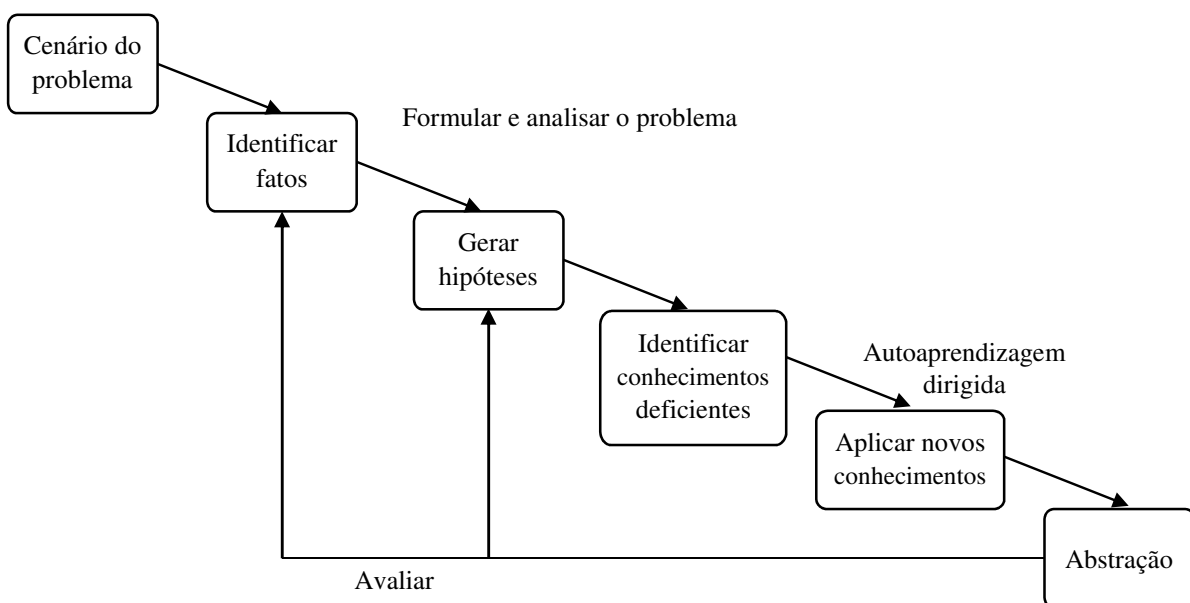 Cenário do
problema
Formular e analisar o problema
Identificar
fatos
Gerar
hipóteses
Identificar
conhecimentos
deficientes
Autoaprendizagem
dirigida
Aplicar novos
conhecimentos
Abstração
Avaliar